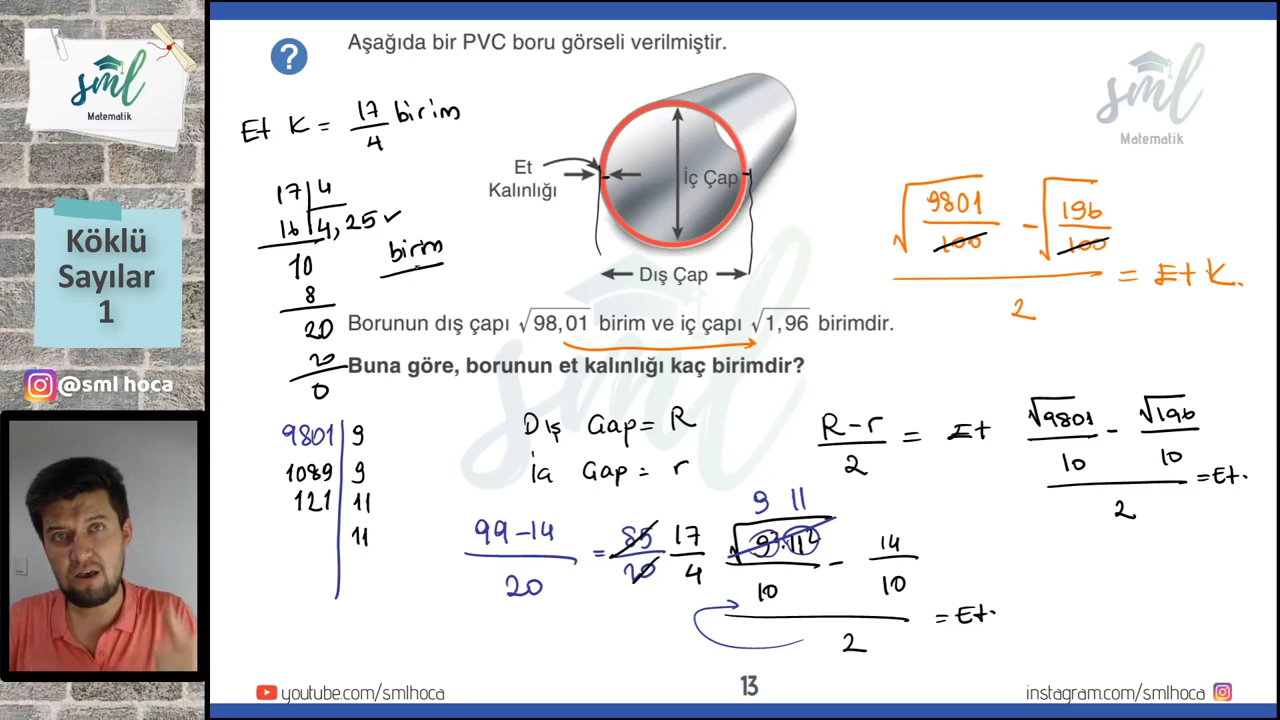 sml
Matematik
Köklü
Sayılar
1
@sml hoca
?
Aşağıda bir PVC boru görseli verilmiştir.
sml
Matematik
Et K = 17/4 birim
Et
Kalınlığı
İç Çap
Dış Çap
17 | 4
16 | 4,25 ✓
birim
10
8
20
20
0
√(9801/100) - √(196/100)
2
= Et K.
Borunun dış çapı √98,01 birim ve iç çapı √1,96 birimdir.
Buna göre, borunun et kalınlığı kaç birimdir?
9801 | 9
1089 | 9
121 | 11
11
Dış Çap = R
İç Çap = r
R-r/2 = Et
√9801/10 - √196/10
2
= Et.
99-14/20 = 85/20 17/4
9 11
√9²·11²/10 - 14/10
2
= Et.
youtube.com/smlhoca
13
instagram.com/smlhoca